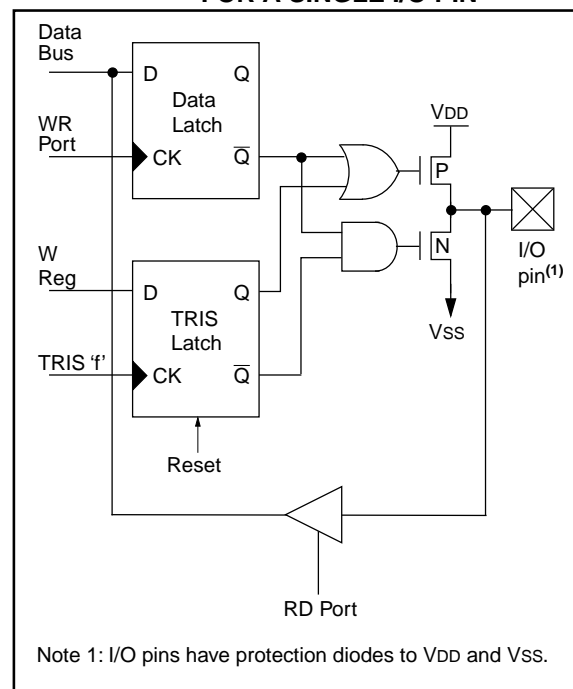 FOR A SINGLE I/O PIN
Data
Bus
D
Q
Data
Latch
WR
Port
CK
Q̅
VDD
P
N
I/O
pin(1)
VSS
W
Reg
D
Q
TRIS
Latch
TRIS ‘f’
CK
Q̅
Reset
RD Port
Note 1: I/O pins have protection diodes to VDD and VSS.